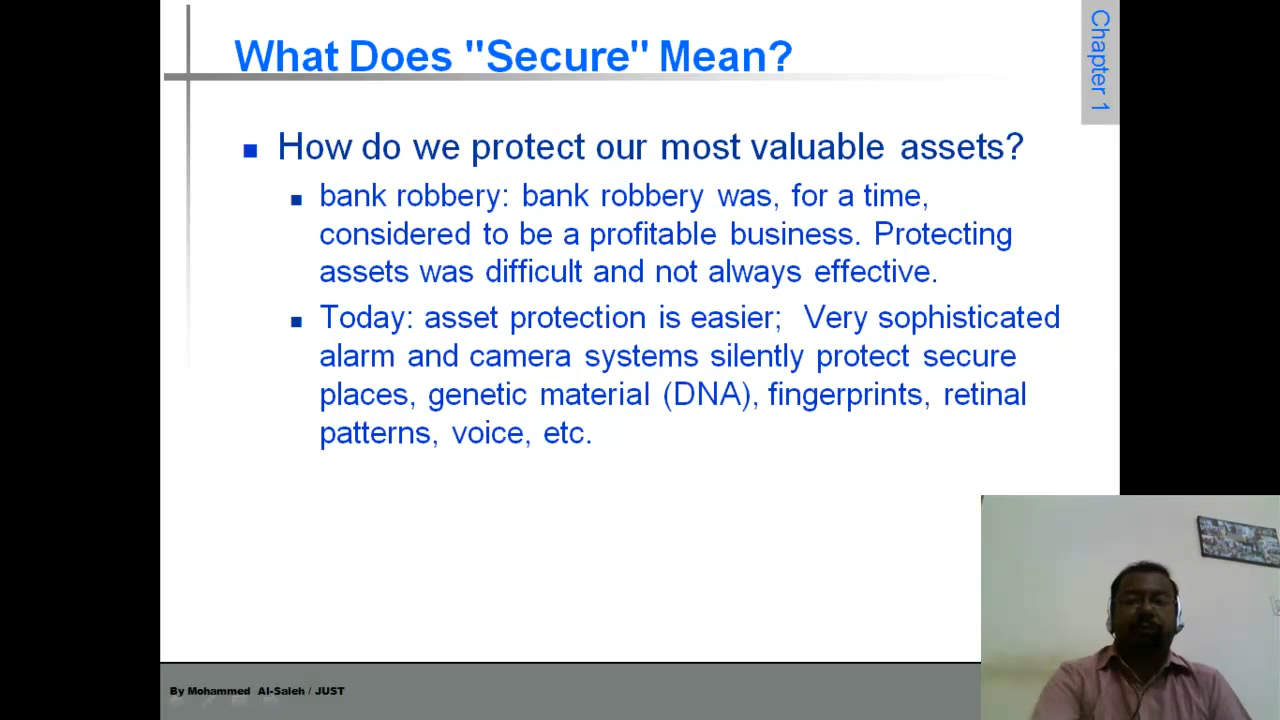 What Does "Secure" Mean?
Chapter 1
How do we protect our most valuable assets?
bank robbery: bank robbery was, for a time,
considered to be a profitable business. Protecting
assets was difficult and not always effective.
Today: asset protection is easier;  Very sophisticated
alarm and camera systems silently protect secure
places, genetic material (DNA), fingerprints, retinal
patterns, voice, etc.
By Mohammed Al-Saleh / JUST